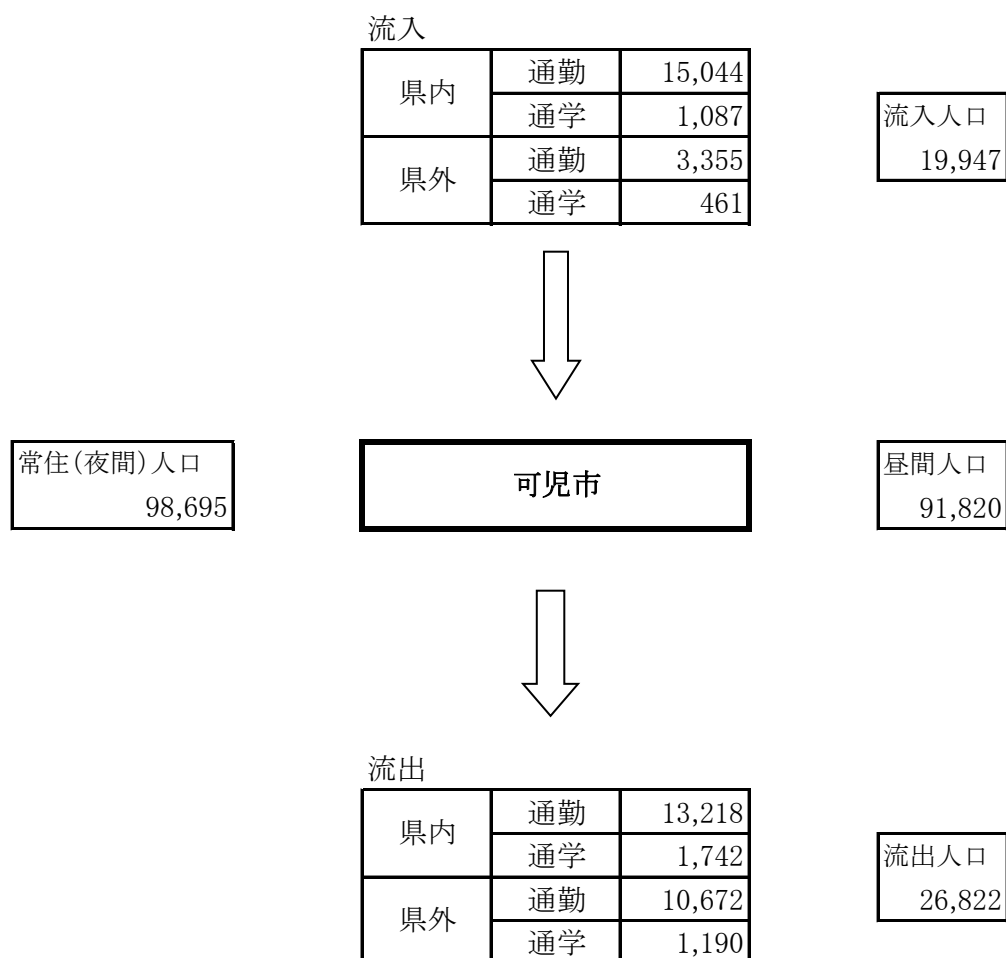 流入
県内 通勤 15,044
通学 1,087
県外 通勤 3,355
通学 461
流入人口
19,947
常住(夜間)人口
98,695
可児市
昼間人口
91,820
流出
県内 通勤 13,218
通学 1,742
県外 通勤 10,672
通学 1,190
流出人口
26,822